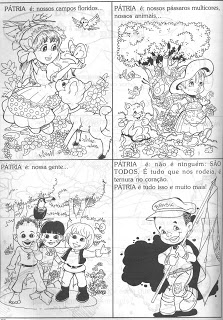 PÁTRIA é: nossos campos floridos...
PÁTRIA é: nossos pássaros multicores,
nossos animais...
PÁTRIA é: nossa gente...
PÁTRIA é: não é ninguém: SÃO
TODOS. É tudo que nos rodeia, é
ternura no coração.
PÁTRIA é tudo isso e muito mais!